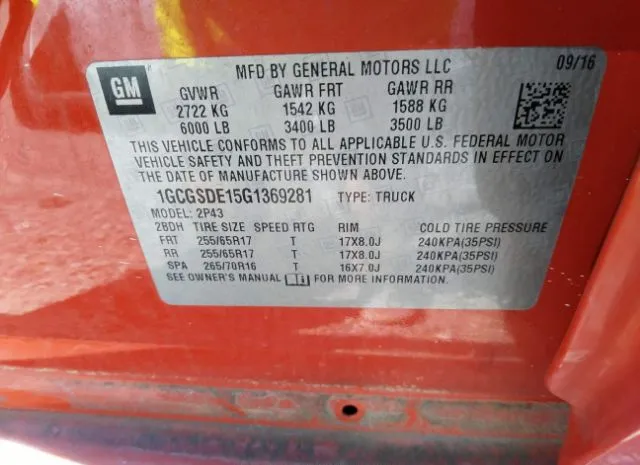 GM
MFD BY GENERAL MOTORS LLC 09/16
GVWR GAWR FRT GAWR RR
2722 KG 1542 KG 1588 KG
6000 LB 3400 LB 3500 LB
THIS VEHICLE CONFORMS TO ALL APPLICABLE U.S. FEDERAL MOTOR
VEHICLE SAFETY AND THEFT PREVENTION STANDARDS IN EFFECT ON
THE DATE OF MANUFACTURE SHOWN ABOVE.
1GCGSDE15G1369281 TYPE: TRUCK
MODEL: 2P43
2BDH TIRE SIZE SPEED RTG RIM COLD TIRE PRESSURE
FRT 255/65R17 T 17X8.0J 240KPA(35PSI)
RR 255/65R17 T 17X8.0J 240KPA(35PSI)
SPA 265/70R16 T 16X7.0J 240KPA(35PSI)
SEE OWNER'S MANUAL FOR MORE INFORMATION.